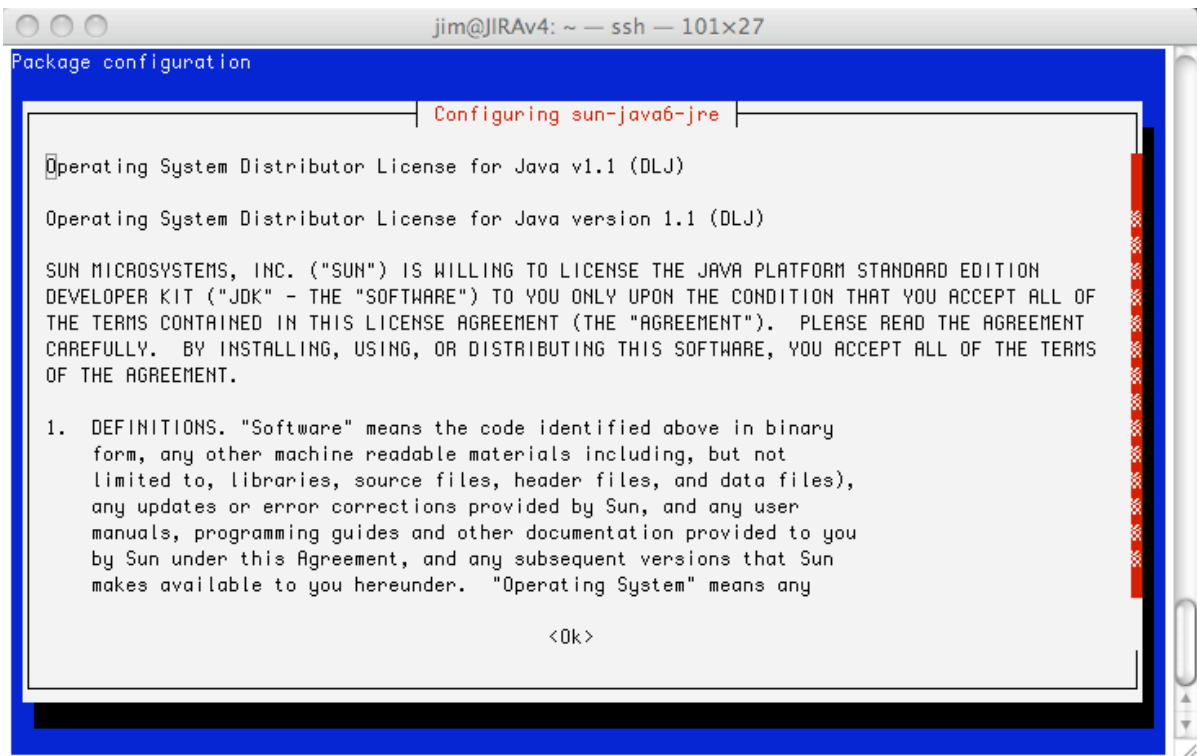 jim@JIRAv4: ~ — ssh — 101×27
Package configuration
Configuring sun-java6-jre
Operating System Distributor License for Java v1.1 (DLJ)
Operating System Distributor License for Java version 1.1 (DLJ)
SUN MICROSYSTEMS, INC. ("SUN") IS WILLING TO LICENSE THE JAVA PLATFORM STANDARD EDITION
DEVELOPER KIT ("JDK" - THE "SOFTWARE") TO YOU ONLY UPON THE CONDITION THAT YOU ACCEPT ALL OF
THE TERMS CONTAINED IN THIS LICENSE AGREEMENT (THE "AGREEMENT").  PLEASE READ THE AGREEMENT
CAREFULLY.  BY INSTALLING, USING, OR DISTRIBUTING THIS SOFTWARE, YOU ACCEPT ALL OF THE TERMS
OF THE AGREEMENT.
1.  DEFINITIONS. "Software" means the code identified above in binary
form, any other machine readable materials including, but not
limited to, libraries, source files, header files, and data files),
any updates or error corrections provided by Sun, and any user
manuals, programming guides and other documentation provided to you
by Sun under this Agreement, and any subsequent versions that Sun
makes available to you hereunder.  "Operating System" means any
<Ok>